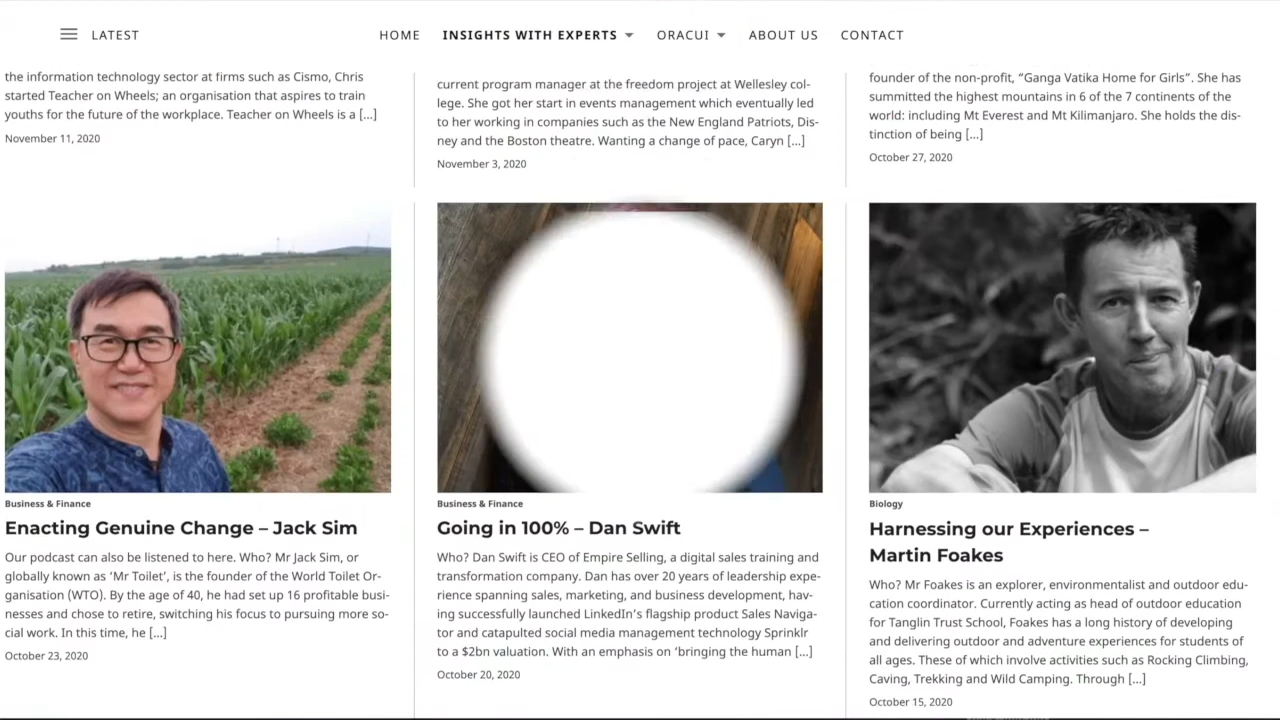 LATEST
HOME
INSIGHTS WITH EXPERTS
ORACUI
ABOUT US
CONTACT
the information technology sector at firms such as Cismo, Chris
started Teacher on Wheels; an organisation that aspires to train
youths for the future of the workplace. Teacher on Wheels is a [...]
November 11, 2020
current program manager at the freedom project at Wellesley col-
lege. She got her start in events management which eventually led
to her working in companies such as the New England Patriots, Dis-
ney and the Boston theatre. Wanting a change of pace, Caryn [...]
November 3, 2020
founder of the non-profit, “Ganga Vatika Home for Girls”. She has
summitted the highest mountains in 6 of the 7 continents of the
world: including Mt Everest and Mt Kilimanjaro. She holds the dis-
tinction of being [...]
October 27, 2020
Business & Finance
Enacting Genuine Change – Jack Sim
Our podcast can also be listened to here. Who? Mr Jack Sim, or
globally known as ‘Mr Toilet’, is the founder of the World Toilet Or-
ganisation (WTO). By the age of 40, he had set up 16 profitable busi-
nesses and chose to retire, switching his focus to pursuing more so-
cial work. In this time, he [...]
October 23, 2020
Business & Finance
Going in 100% – Dan Swift
Who? Dan Swift is CEO of Empire Selling, a digital sales training and
transformation company. Dan has over 20 years of leadership expe-
rience spanning sales, marketing, and business development, hav-
ing successfully launched LinkedIn’s flagship product Sales Naviga-
tor and catapulted social media management technology Sprinklr
to a $2bn valuation. With an emphasis on ‘bringing the human [...]
October 20, 2020
Biology
Harnessing our Experiences –
Martin Foakes
Who? Mr Foakes is an explorer, environmentalist and outdoor edu-
cation coordinator. Currently acting as head of outdoor education
for Tanglin Trust School, Foakes has a long history of developing
and delivering outdoor and adventure experiences for students of
all ages. These of which involve activities such as Rocking Climbing,
Caving, Trekking and Wild Camping. Through [...]
October 15, 2020